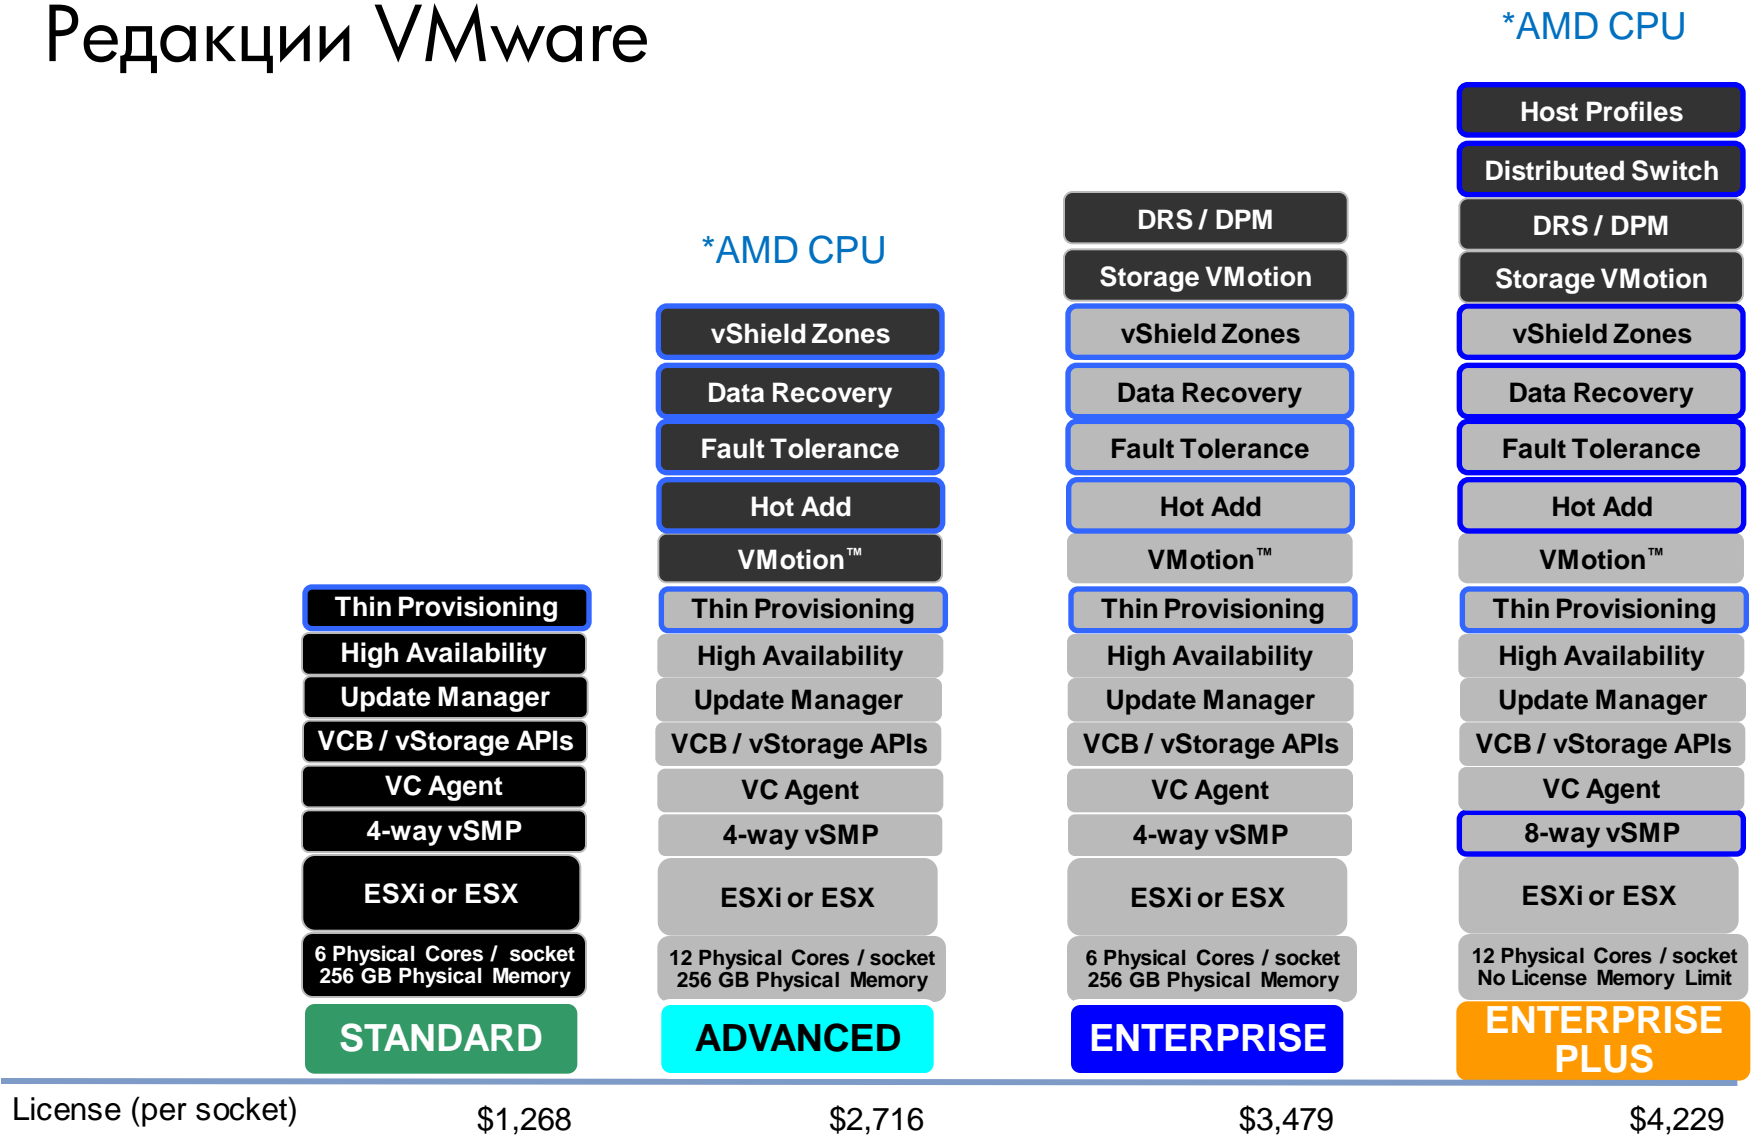 Редакции VMware
*AMD CPU
Host Profiles
Distributed Switch
DRS / DPM
Storage VMotion
vShield Zones
Data Recovery
Fault Tolerance
Hot Add
VMotion™
Thin Provisioning
High Availability
Update Manager
VCB / vStorage APIs
VC Agent
8-way vSMP
ESXi or ESX
12 Physical Cores / socket
No License Memory Limit
ENTERPRISE
PLUS
DRS / DPM
Storage VMotion
vShield Zones
Data Recovery
Fault Tolerance
Hot Add
VMotion™
Thin Provisioning
High Availability
Update Manager
VCB / vStorage APIs
VC Agent
4-way vSMP
ESXi or ESX
6 Physical Cores / socket
256 GB Physical Memory
ENTERPRISE
*AMD CPU
vShield Zones
Data Recovery
Fault Tolerance
Hot Add
VMotion™
Thin Provisioning
High Availability
Update Manager
VCB / vStorage APIs
VC Agent
4-way vSMP
ESXi or ESX
12 Physical Cores / socket
256 GB Physical Memory
ADVANCED
Thin Provisioning
High Availability
Update Manager
VCB / vStorage APIs
VC Agent
4-way vSMP
ESXi or ESX
6 Physical Cores / socket
256 GB Physical Memory
STANDARD
License (per socket)
$1,268
$2,716
$3,479
$4,229